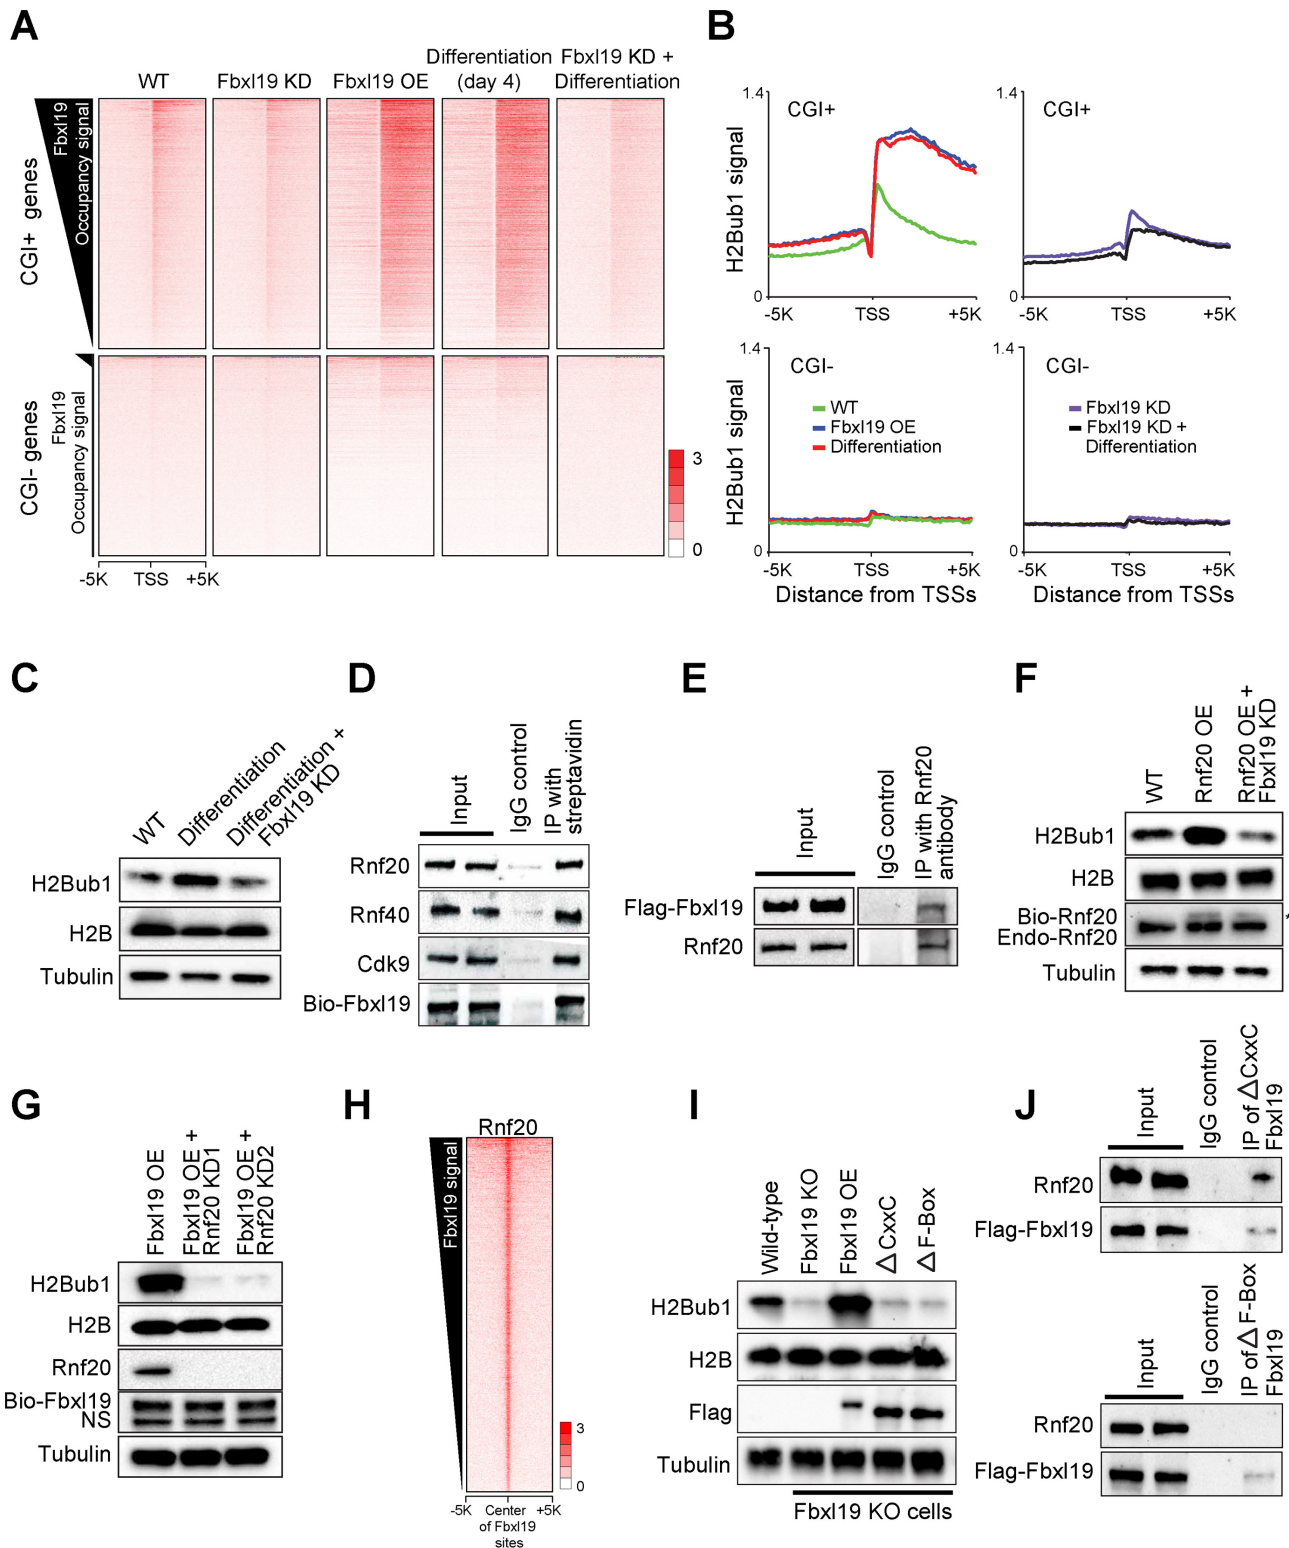 A
WT
Fbxl19 KD
Fbxl19 OE
Differentiation
(day 4)
Fbxl19 KD +
Differentiation
CGI+ genes
Fbxl19
Occupancy signal
CGI- genes
Fbxl19
Occupancy signal
3
0
-5K
TSS
+5K
B
H2Bub1 signal
1.4
CGI+
0
-5K
TSS
+5K
1.4
CGI+
0
-5K
TSS
+5K
H2Bub1 signal
1.4
CGI-
WT
Fbxl19 OE
Differentiation
0
-5K
TSS
+5K
Distance from TSSs
1.4
CGI-
Fbxl19 KD
Fbxl19 KD +
Differentiation
0
-5K
TSS
+5K
Distance from TSSs
C
WT
Differentiation
Differentiation +
Fbxl19 KD
H2Bub1
H2B
Tubulin
D
Input
IgG control
IP with
streptavidin
Rnf20
Rnf40
Cdk9
Bio-Fbxl19
E
Input
IgG control
IP with Rnf20
antibody
Flag-Fbxl19
Rnf20
F
WT
Rnf20 OE
Rnf20 OE +
Fbxl19 KD
H2Bub1
H2B
Bio-Rnf20
*
Endo-Rnf20
Tubulin
G
Fbxl19 OE
Fbxl19 OE +
Rnf20 KD1
Fbxl19 OE +
Rnf20 KD2
H2Bub1
H2B
Rnf20
Bio-Fbxl19
NS
Tubulin
H
Rnf20
Fbxl19 signal
3
0
-5K
Center
of Fbxl19
sites
+5K
I
Wild-type
Fbxl19 KO
Fbxl19 OE
△CxxC
△F-Box
H2Bub1
H2B
Flag
Tubulin
Fbxl19 KO cells
J
Input
IgG control
IP of △CxxC
Fbxl19
Rnf20
Flag-Fbxl19
Input
IgG control
IP of △F-Box
Fbxl19
Rnf20
Flag-Fbxl19